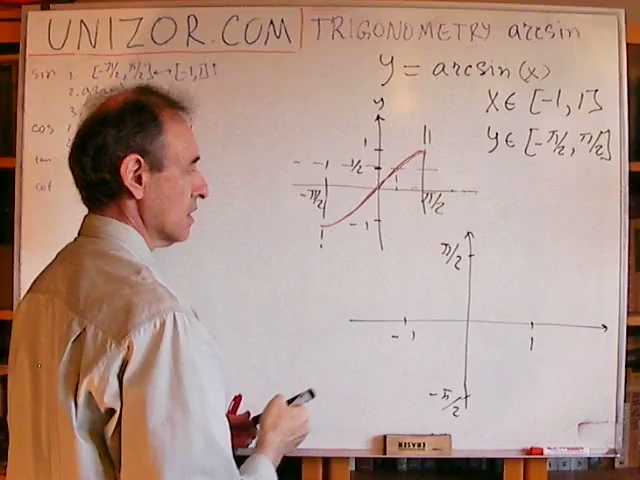 UNIZOR.COM | TRIGONOMETRY arcsin
sin 1. [-π/2, π/2] ↔ [-1, 1]
2.
3.
cos 1
tan
cot
y = arcsin(x)
x ∈ [-1, 1]
y ∈ [-π/2, π/2]
y
1
-1
-1/2
-π/2
π/2
-1
π/2
-1
1
-π/2
ERASER